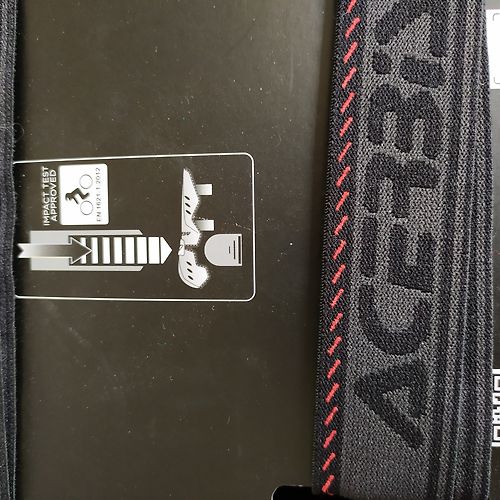 IMPACT TEST
APPROVED
EN 1621.1 2012
ACERBIS